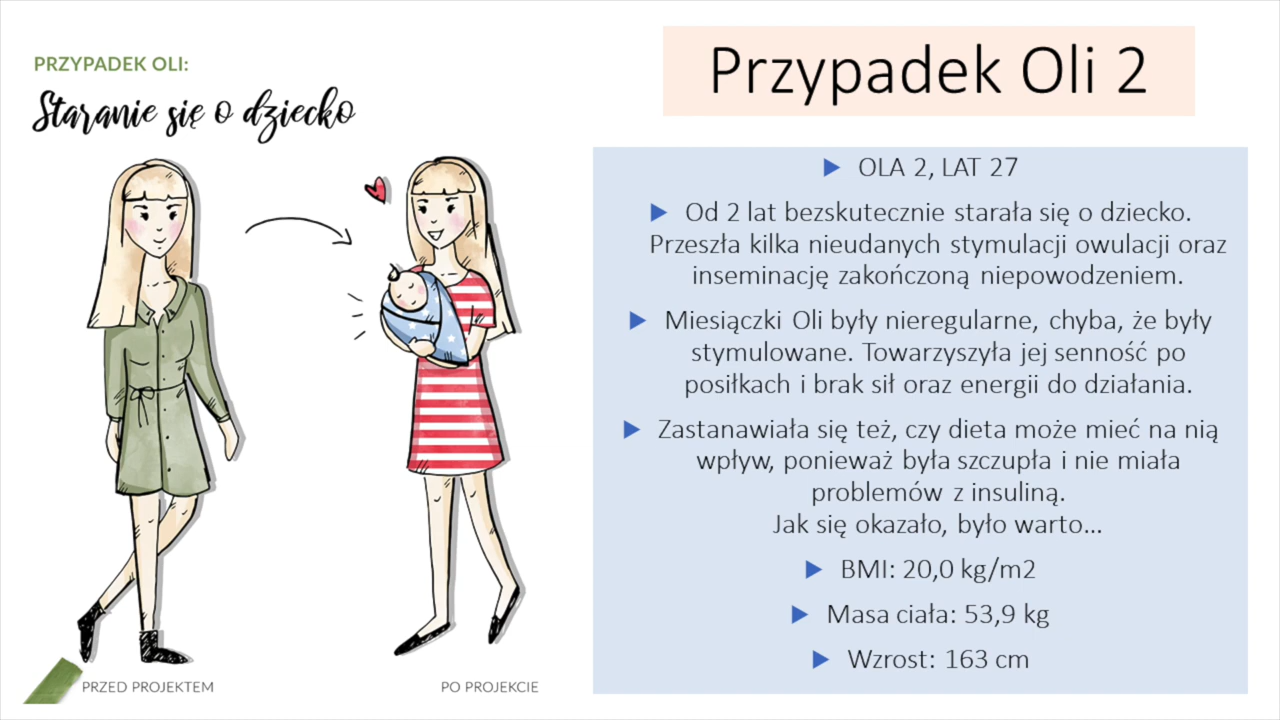 PRZYPADEK OLI:
Staranie się o dziecko
PRZED PROJEKTEM
PO PROJEKCIE
Przypadek Oli 2
OLA 2, LAT 27
Od 2 lat bezskutecznie starała się o dziecko.
Przeszła kilka nieudanych stymulacji owulacji oraz
inseminację zakończoną niepowodzeniem.
Miesiączki Oli były nieregularne, chyba, że były
stymulowane. Towarzyszyła jej senność po
posiłkach i brak sił oraz energii do działania.
Zastanawiała się też, czy dieta może mieć na nią
wpływ, ponieważ była szczupła i nie miała
problemów z insuliną.
Jak się okazało, było warto...
BMI: 20,0 kg/m2
Masa ciała: 53,9 kg
Wzrost: 163 cm